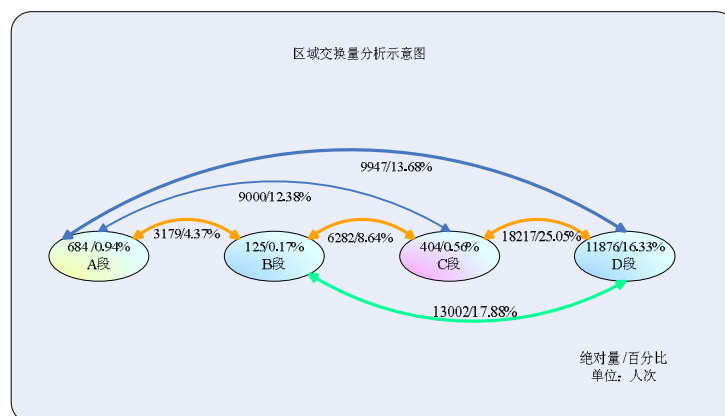 区域交换量分析示意图
9947/13.68%
9000/12.38%
3179/4.37%
6282/8.64%
18217/25.05%
684 /0.94%
A段
125/0.17%
B段
404/0.56%
C段
11876/16.33%
D段
13002/17.88%
绝对量 /百分比
单位：人次